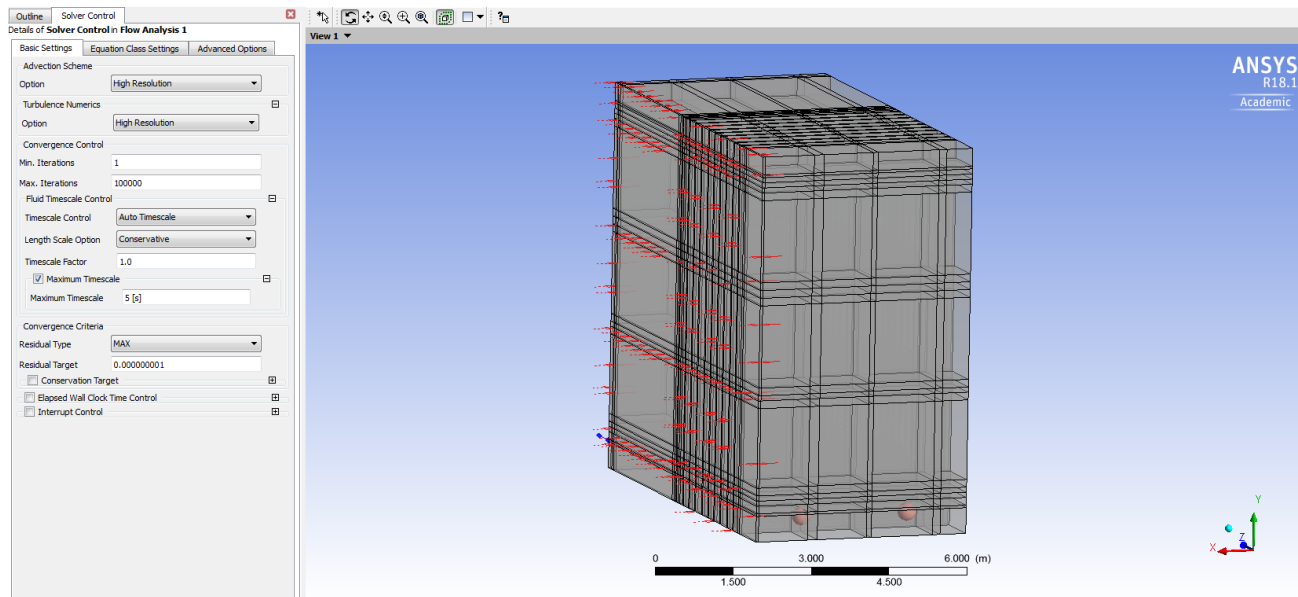 Outline Solver Control
Details of Solver Control in Flow Analysis 1
Basic Settings Equation Class Settings Advanced Options
Advection Scheme
Option High Resolution
Turbulence Numerics
Option High Resolution
Convergence Control
Min. Iterations 1
Max. Iterations 100000
Fluid Timescale Control
Timescale Control Auto Timescale
Length Scale Option Conservative
Timescale Factor 1.0
Maximum Timescale
Maximum Timescale 5 [s]
Convergence Criteria
Residual Type MAX
Residual Target 0.000000001
Conservation Target
Elapsed Wall Clock Time Control
Interrupt Control
View 1
ANSYS
R18.1
Academic
0 3.000 6.000 (m)
1.500 4.500
Y
X Z